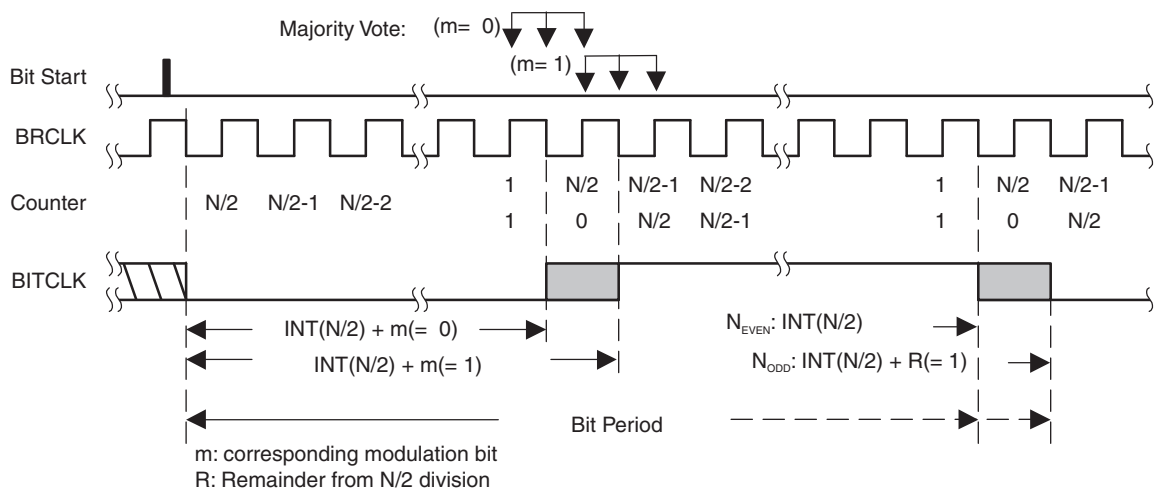 Majority Vote: (m= 0)
(m= 1)
Bit Start
BRCLK
Counter
N/2 N/2-1 N/2-2 1 N/2 N/2-1 N/2-2 1 N/2 N/2-1
1 0 N/2 N/2-1 1 0 N/2
BITCLK
INT(N/2) + m(= 0) NEVEN: INT(N/2)
INT(N/2) + m(= 1) NODD: INT(N/2) + R(= 1)
Bit Period
m: corresponding modulation bit
R: Remainder from N/2 division